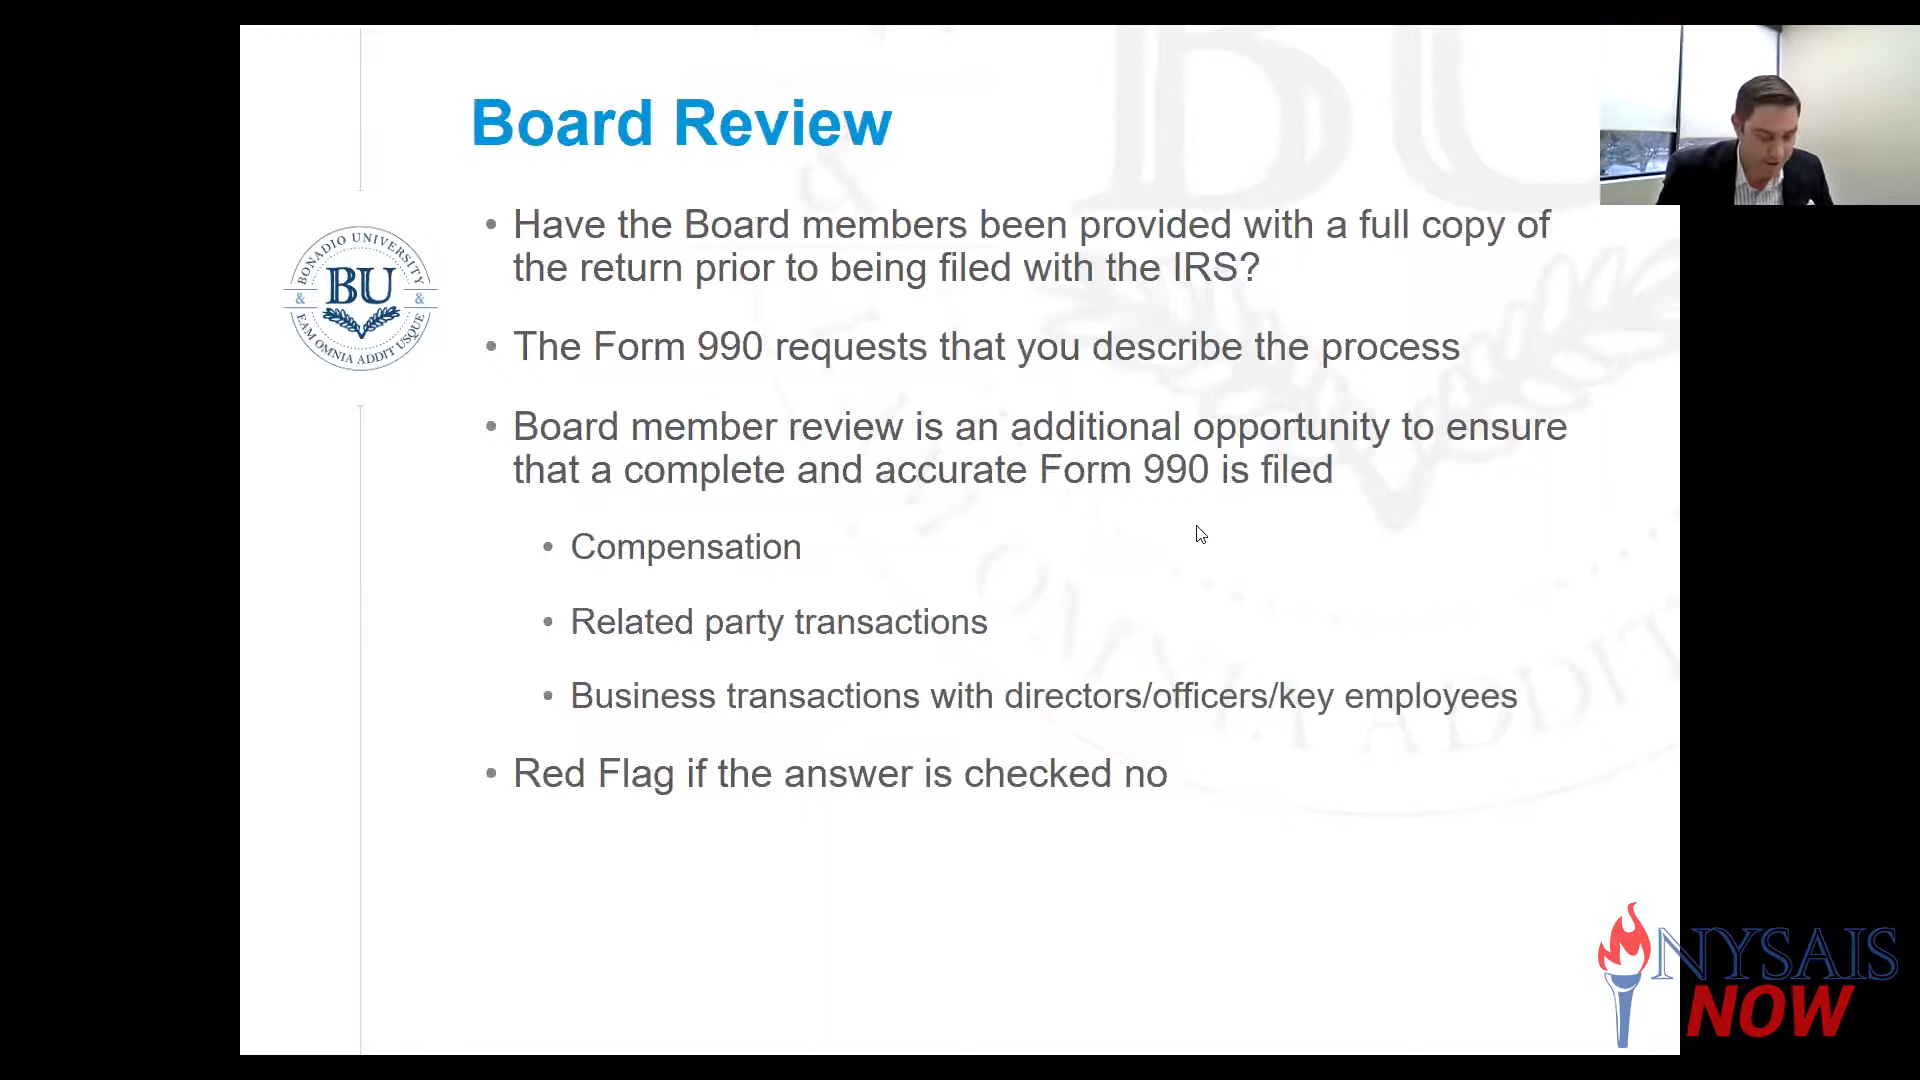 Board Review
• Have the Board members been provided with a full copy of
the return prior to being filed with the IRS?
• The Form 990 requests that you describe the process
• Board member review is an additional opportunity to ensure
that a complete and accurate Form 990 is filed
• Compensation
• Related party transactions
• Business transactions with directors/officers/key employees
• Red Flag if the answer is checked no
BONADIO UNIVERSITY
& BU &
EAM OMNIA ADDIT USQUE
BU
&
OMNIA ADDIT
NYSAIS
NOW